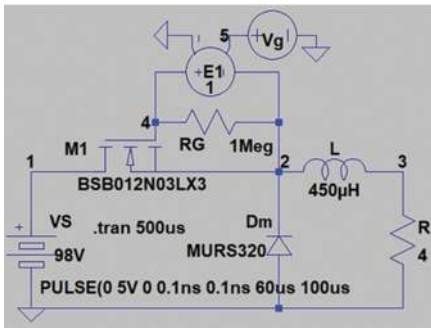 5
Vg
E1
1
4
M1
RG
1Meg
L
1
2
3
BSB012N03LX3
450µH
VS
.tran 500us
Dm
R
98V
MURS320
4
PULSE(0 5V 0 0.1ns 0.1ns 60us 100us